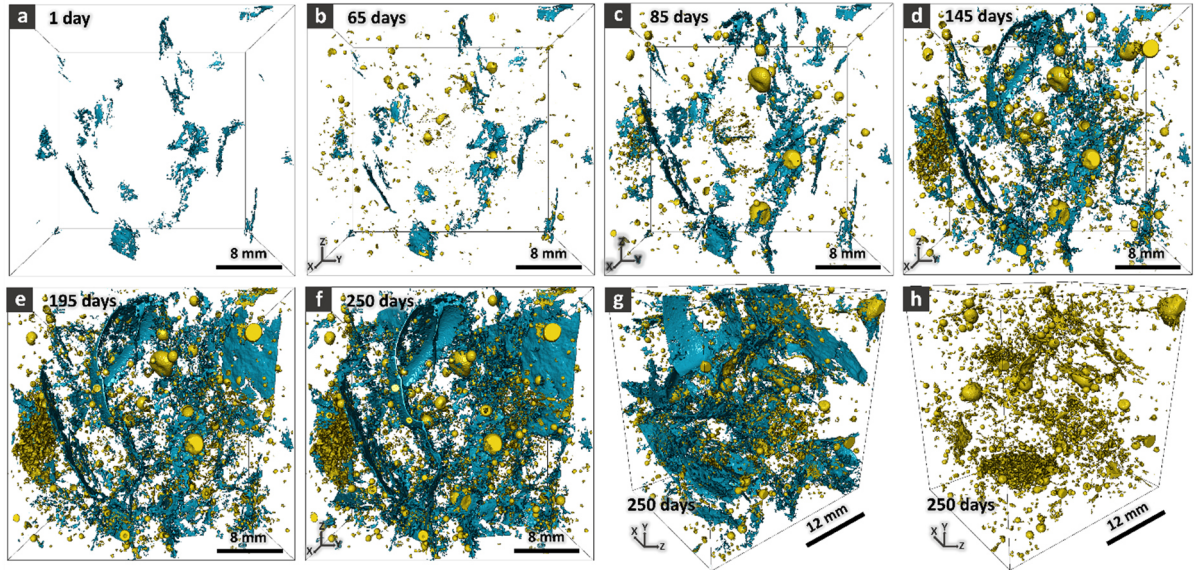 a 1 day
8 mm
b 65 days
Z
X Y
8 mm
c 85 days
Z
X Y
8 mm
d 145 days
Z
X Y
8 mm
e 195 days
8 mm
f 250 days
Z
X Y
8 mm
g
250 days
12 mm
Y
X
Z
h
250 days
12 mm
Y
X
Z